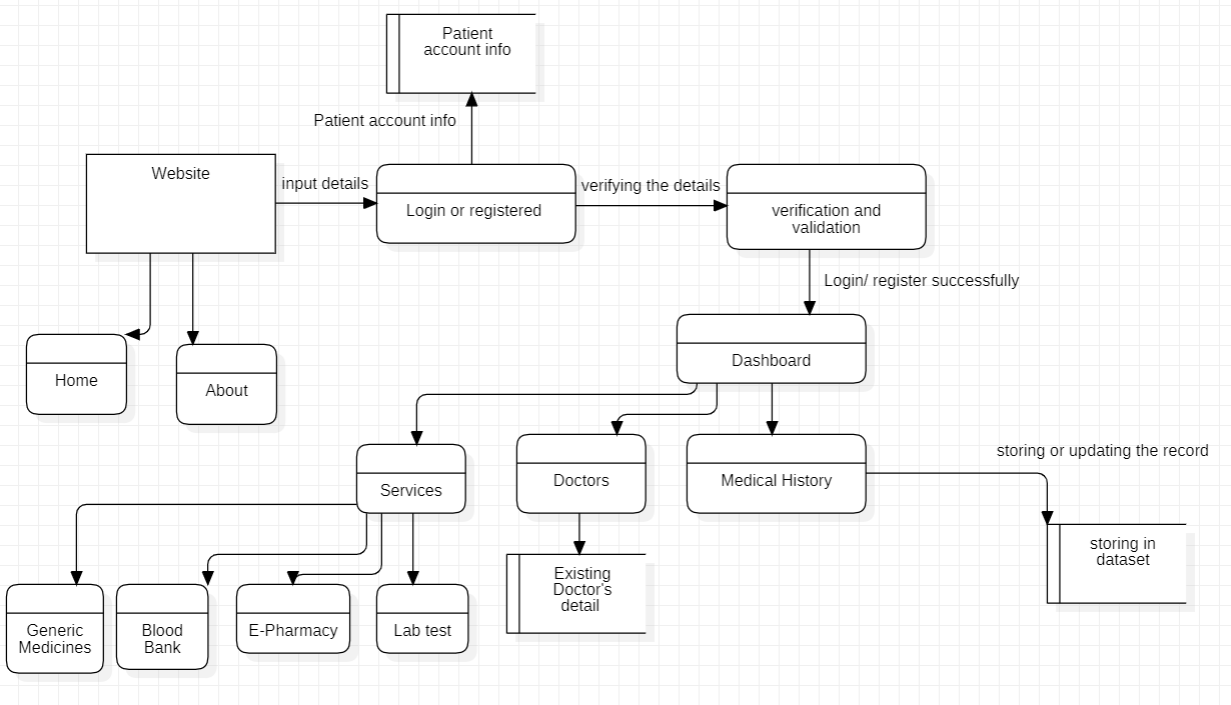 Patient
account info
Patient account info
Website
input details
Login or registered
verifying the details
verification and
validation
Login/ register successfully
Home
About
Dashboard
Services
Doctors
Medical History
storing or updating the record
storing in
dataset
Existing
Doctor's
detail
Generic
Medicines
Blood
Bank
E-Pharmacy
Lab test